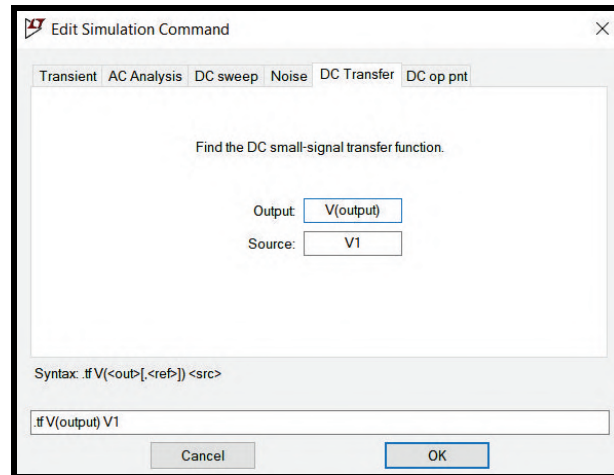 Edit Simulation Command
Transient AC Analysis DC sweep Noise DC Transfer DC op pnt
Find the DC small-signal transfer function.
Output: V(output)
Source: V1
Syntax: .tf V(<out>[,<ref>]) <src>
.tf V(output) V1
Cancel OK